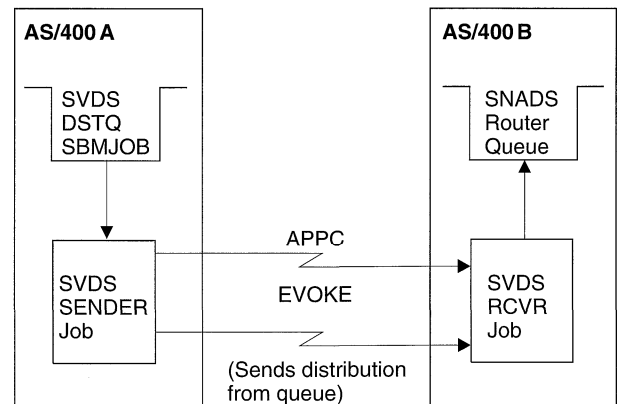 AS/400 A
AS/400 B
SVDS
DSTQ
SBMJOB
SNADS
Router
Queue
APPC
EVOKE
SVDS
SENDER
Job
SVDS
RCVR
Job
(Sends distribution
from queue)